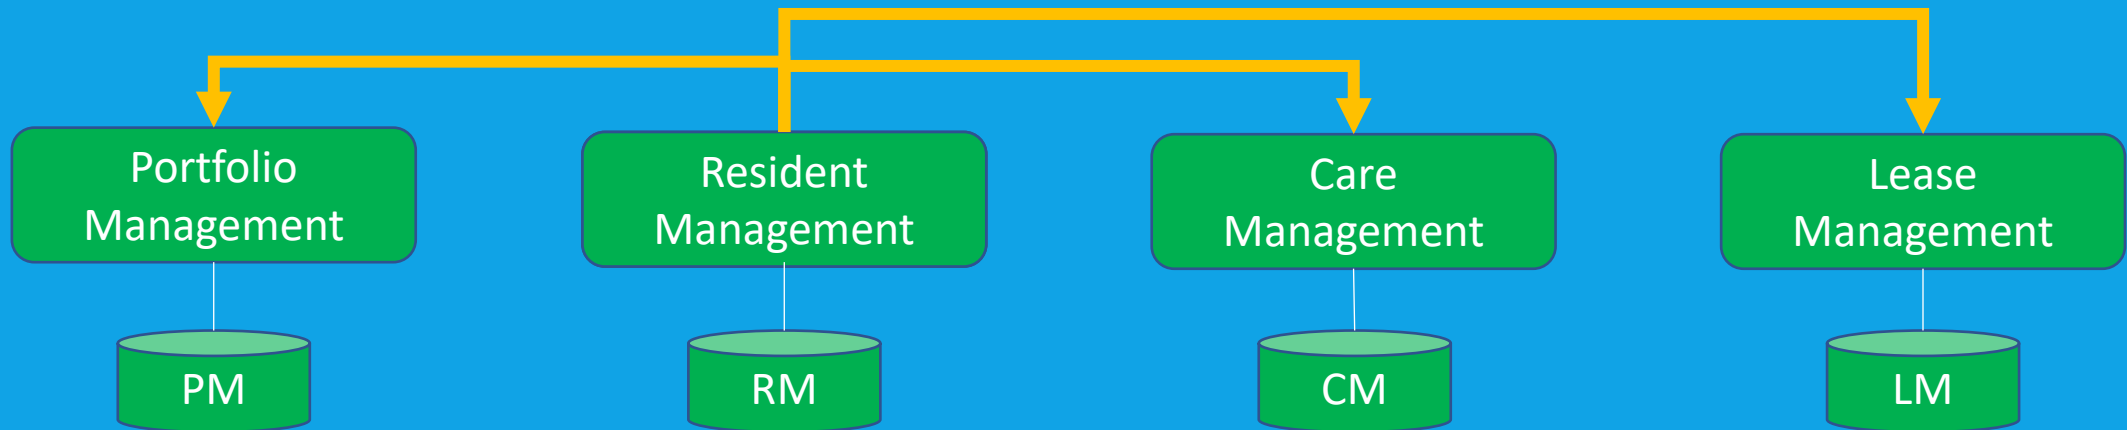 Portfolio
Management
Resident
Management
Care
Management
Lease
Management
PM
RM
CM
LM